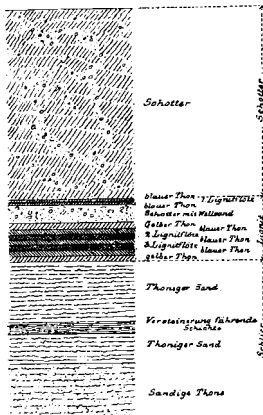 Schotter
blauer Thon
1. Lignitflötz
blauer Thon
Schotter mit Wellsand
Gelber Thon
blauer Thon
2. Lignitflötz
blauer Thon
3. Lignitflötz
blauer Thon
gelber Thon
Thoniger Sand
Versteinerung führende
Schichte
Thoniger Sand
Sandige Thone
Schotter
Lignit
Schlier